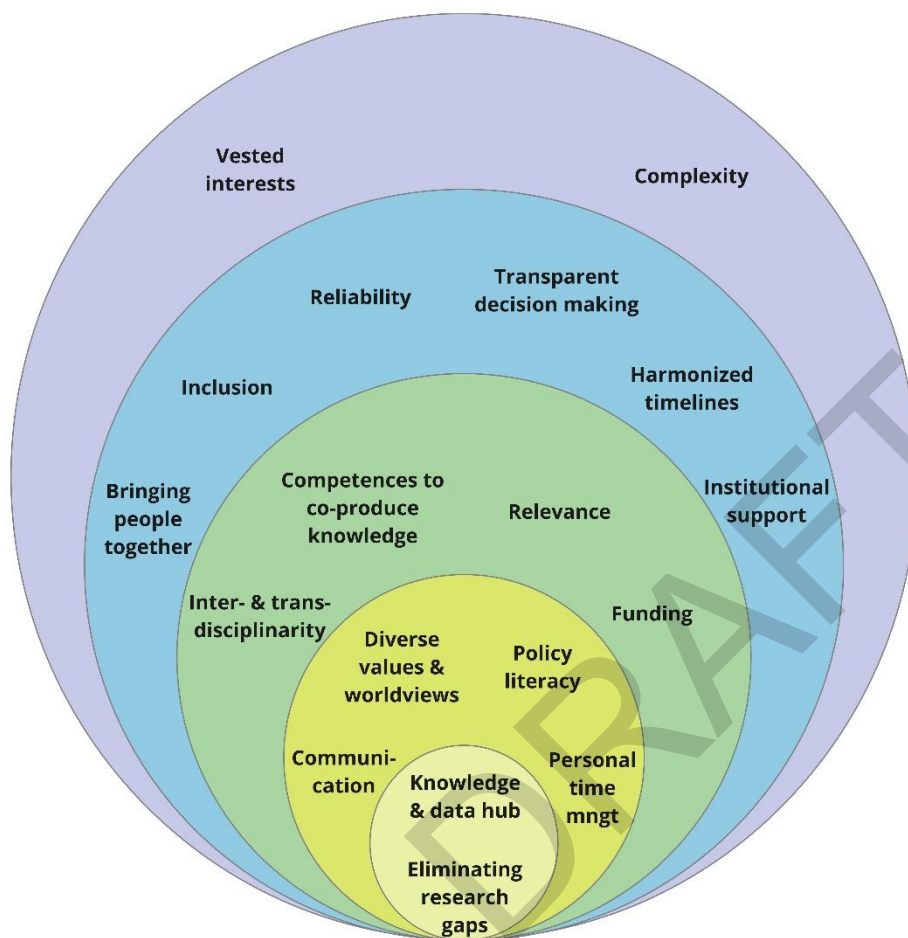 Vested
interests
Complexity
Reliability
Transparent
decision making
Inclusion
Harmonized
timelines
Bringing
people
together
Competences to
co-produce
knowledge
Relevance
Institutional
support
Inter- & trans-
disciplinarity
Funding
Diverse
values &
worldviews
Policy
literacy
Communi-
cation
Personal
time
mngt
Knowledge
& data hub
Eliminating
research
gaps
DRAFT